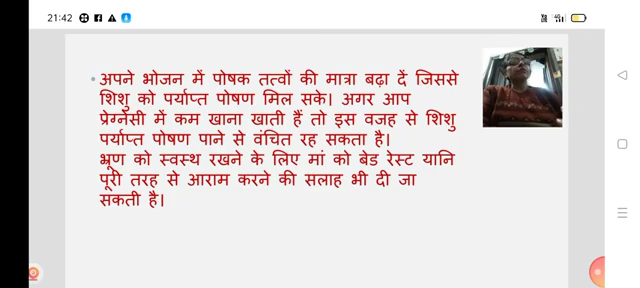 21:42
अपने भोजन में पोषक तत्वों की मात्रा बढ़ा दें जिससे
शिशु को पर्याप्त पोषण मिल सके। अगर आप
प्रेग्नेंसी में कम खाना खाती हैं तो इस वजह से शिशु
पर्याप्त पोषण पाने से वंचित रह सकता है।
भ्रूण को स्वस्थ रखने के लिए मां को बेड रेस्ट यानि
पूरी तरह से आराम करने की सलाह भी दी जा
सकती है।